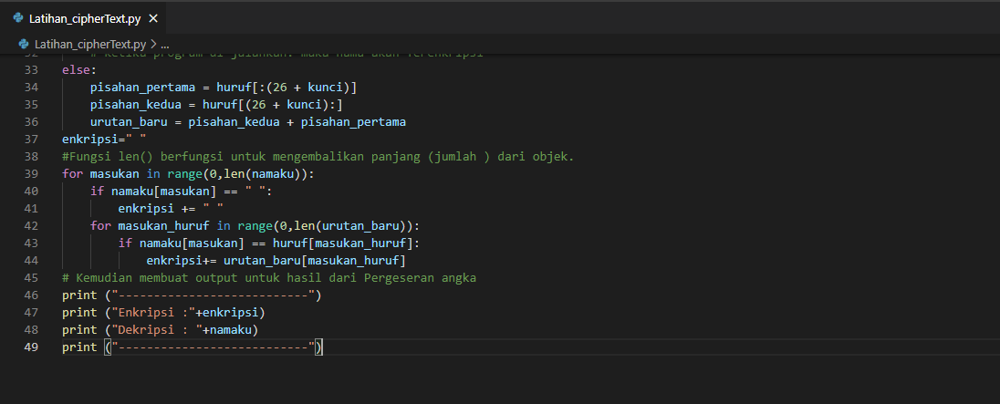 Latihan_cipherText.py ×
Latihan_cipherText.py > ...
32 # ketika program di jalankan. maka nama akan Terenkripsi
33 else:
34     pisahan_pertama = huruf[:(26 + kunci)]
35     pisahan_kedua = huruf[(26 + kunci):]
36     urutan_baru = pisahan_kedua + pisahan_pertama
37 enkripsi=" "
38 #Fungsi len() berfungsi untuk mengembalikan panjang (jumlah ) dari objek.
39 for masukan in range(0,len(namaku)):
40     if namaku[masukan] == " ":
41         enkripsi += " "
42     for masukan_huruf in range(0,len(urutan_baru)):
43         if namaku[masukan] == huruf[masukan_huruf]:
44             enkripsi+= urutan_baru[masukan_huruf]
45 # Kemudian membuat output untuk hasil dari Pergeseran angka
46 print ("---------------------------")
47 print ("Enkripsi :"+enkripsi)
48 print ("Dekripsi : "+namaku)
49 print ("---------------------------")